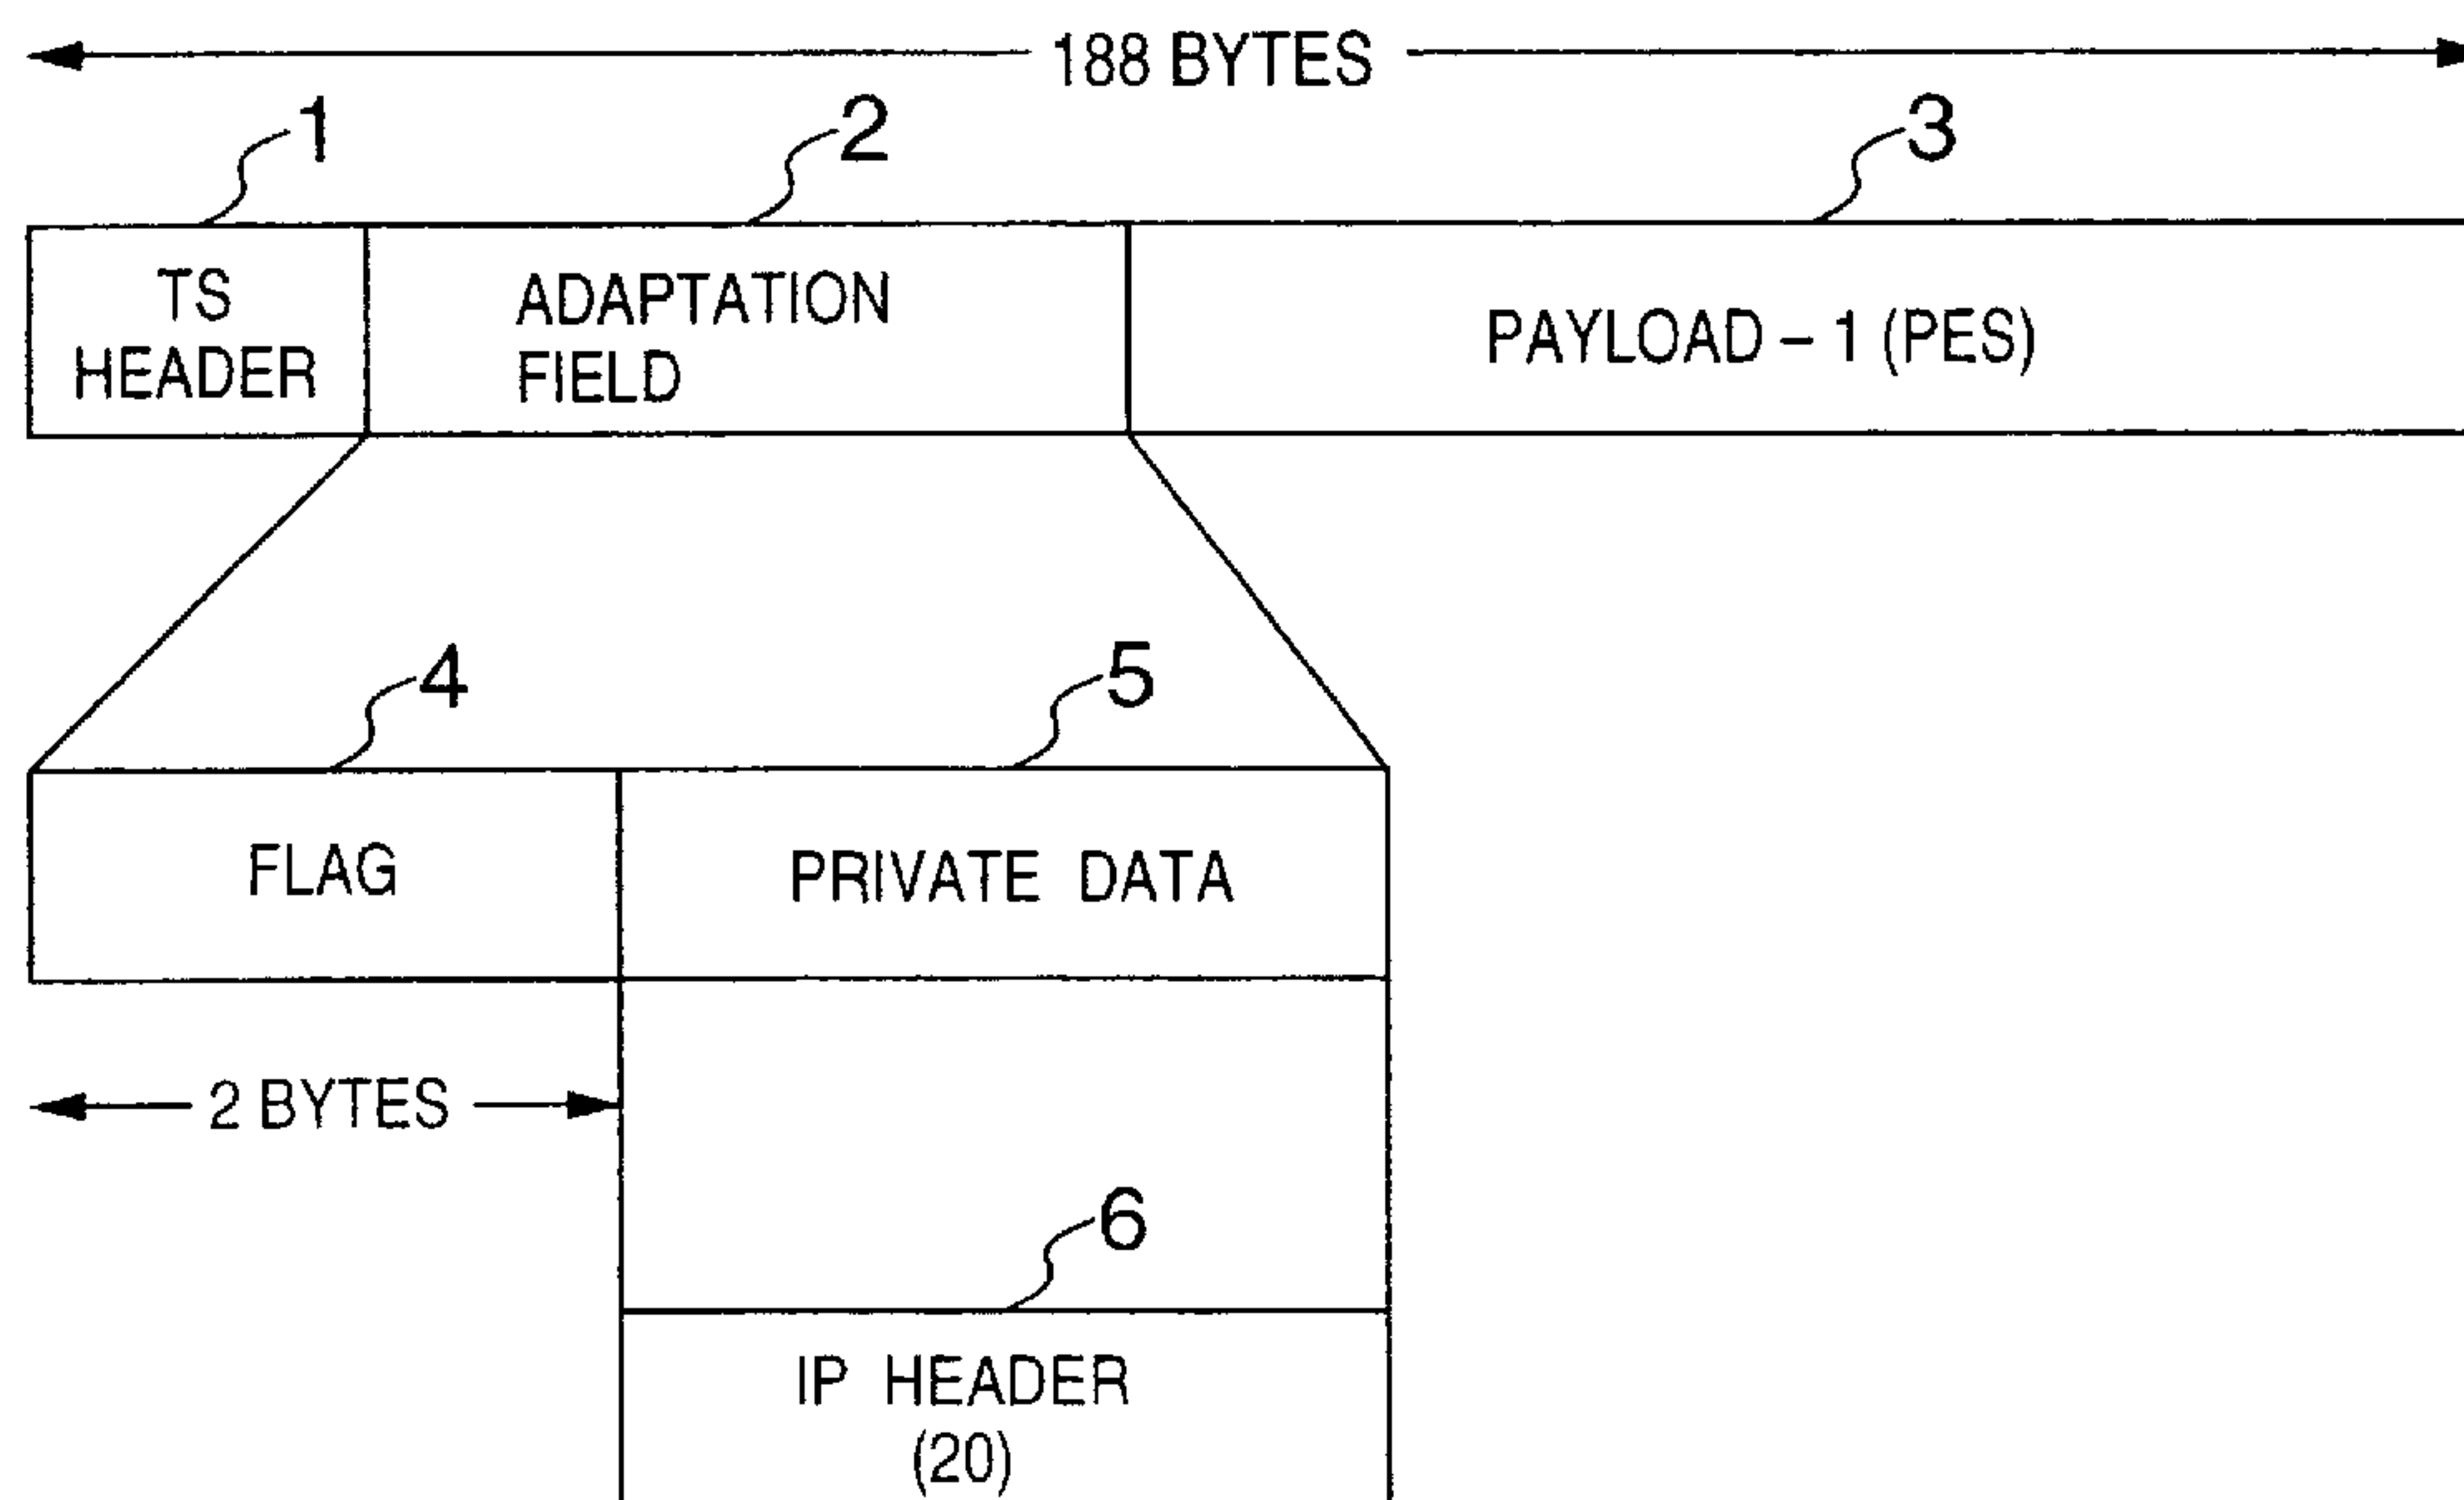 188 BYTES
1
2
3
TS
HEADER
ADAPTATION
FIELD
PAYLOAD – 1 (PES)
4
5
FLAG
PRIVATE DATA
2 BYTES
6
IP HEADER
(20)